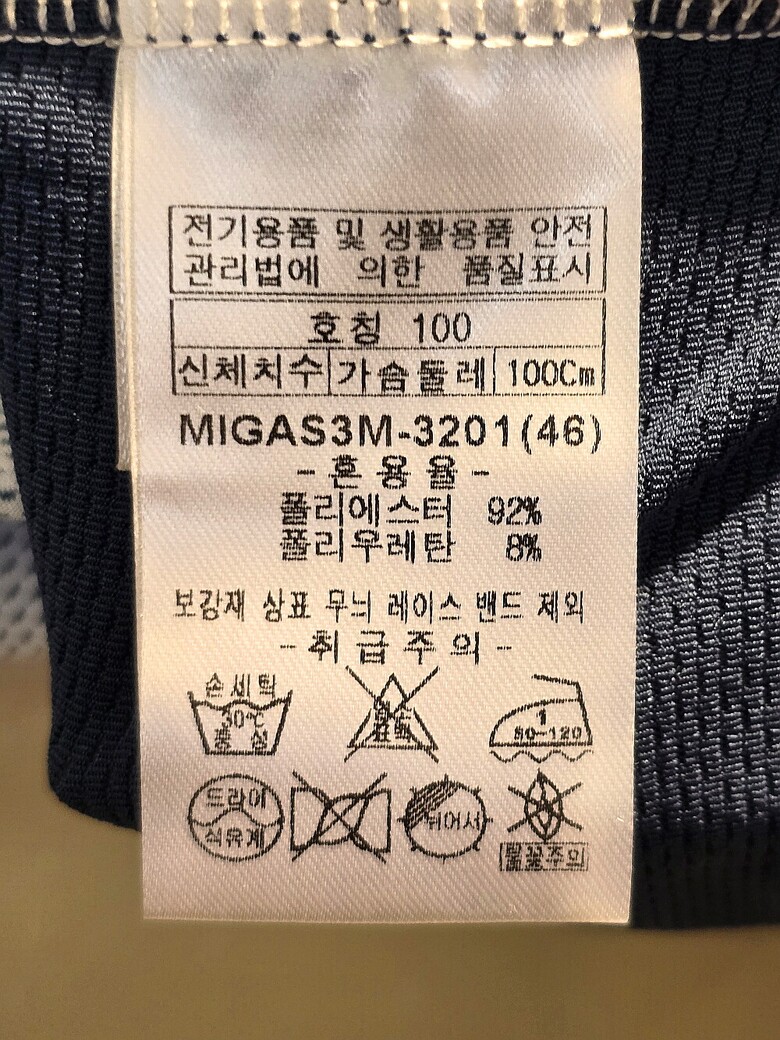 전기용품 및 생활용품 안전
관리법에 의한 품질표시
호칭 100
신체치수 가슴둘레 100Cm
MIGAS3M-3201(46)
-혼용율-
폴리에스터 92%
폴리우레탄 8%
보강재 상표 무늬 레이스 밴드 제외
-취급주의-
손세탁
30℃
중성
1
80-120
드라이
석유계
뉘어서
불꽃주의